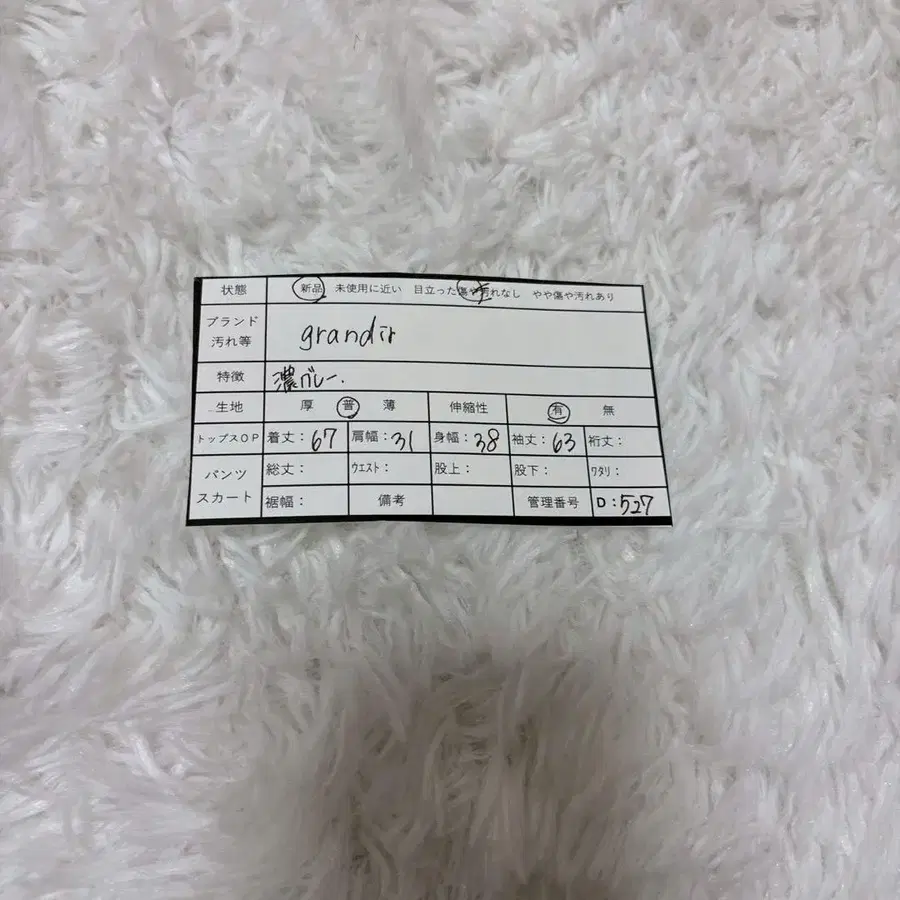 状態 新品 未使用に近い 目立った傷や汚れなし やや傷や汚れあり
ブランド 汚れ等 grandir
特徴 濃グレー.
生地 厚 普 薄 伸縮性 有 無
トップスOP 着丈:67 肩幅:31 身幅:38 袖丈:63 裄丈:
パンツ スカート 総丈: ウエスト: 股上: 股下: ワタリ:
裾幅: 備考 管理番号 D:527